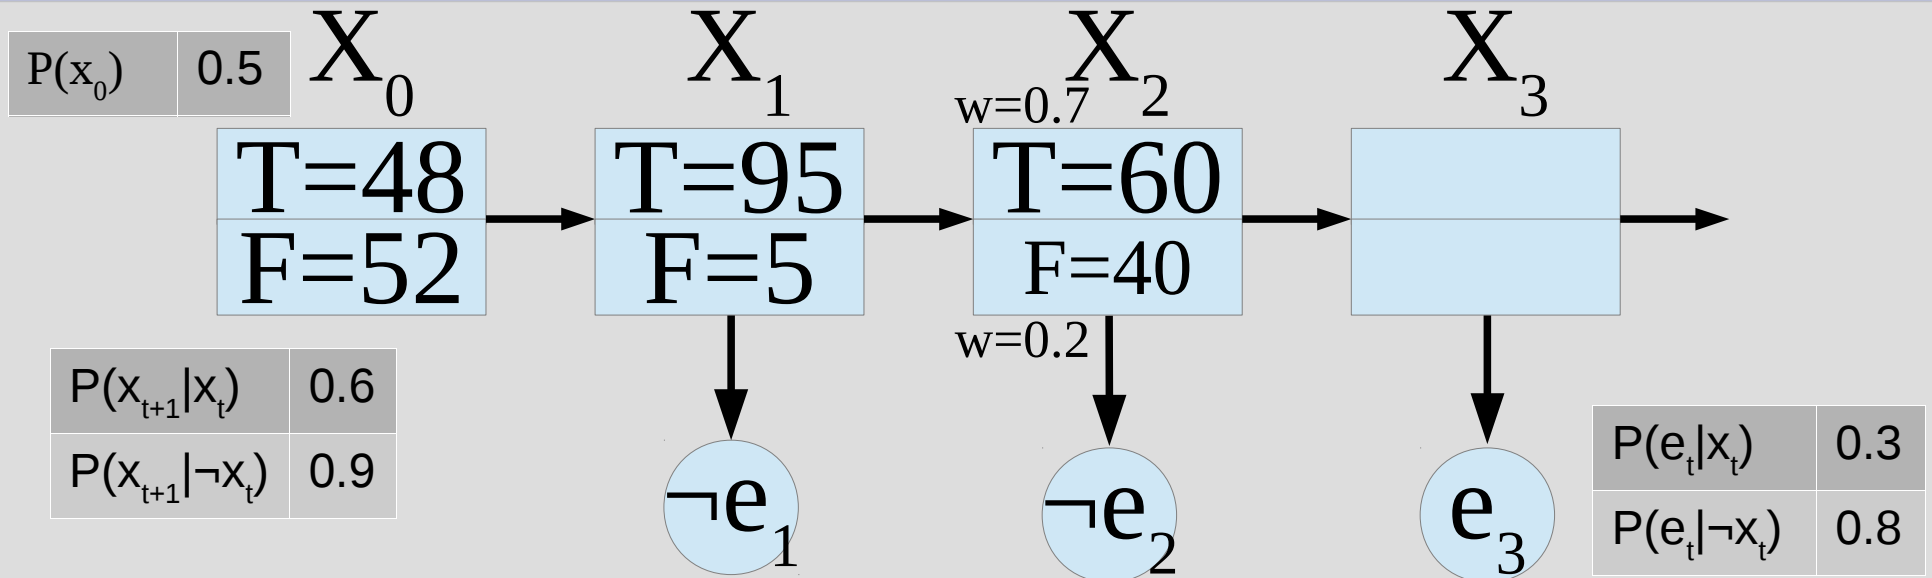 X0 X1 X2 X3
P(x0) 0.5
w=0.7
T=48 T=95 T=60
F=52 F=5 F=40
w=0.2
P(xt+1|xt) 0.6
P(xt+1|¬xt) 0.9
P(et|xt) 0.3
P(et|¬xt) 0.8
¬e1 ¬e2 e3